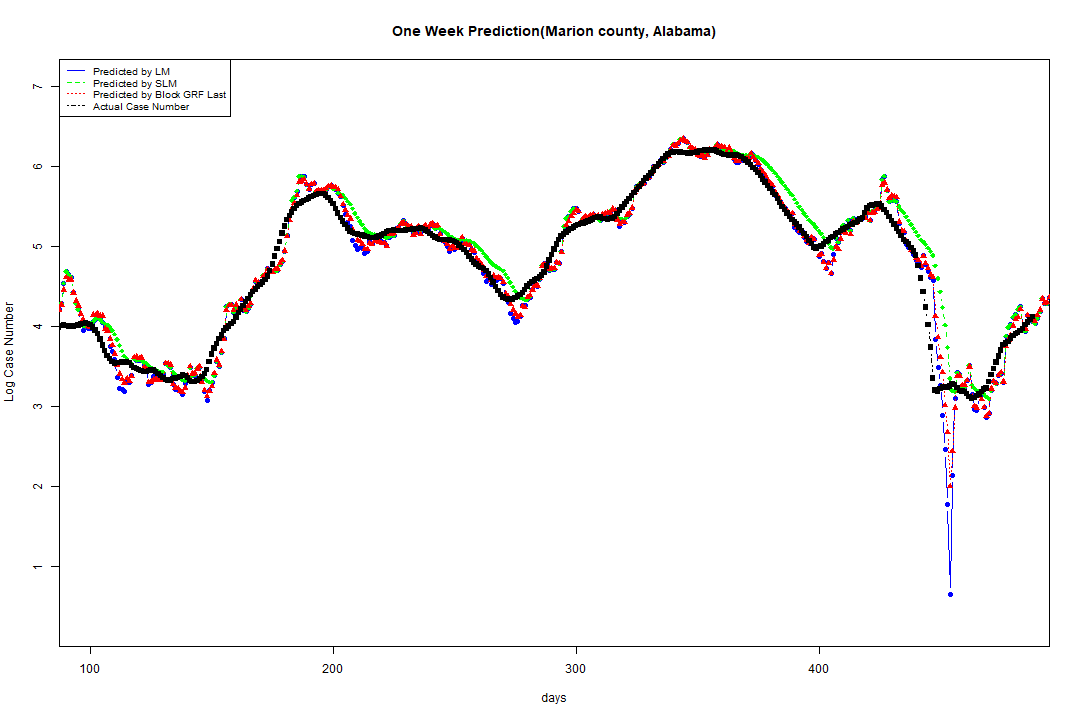 One Week Prediction(Marion county, Alabama)
Predicted by LM
Predicted by SLM
Predicted by Block GRF Last
Actual Case Number
7
6
5
4
3
2
1
Log Case Number
100 200 300 400
days